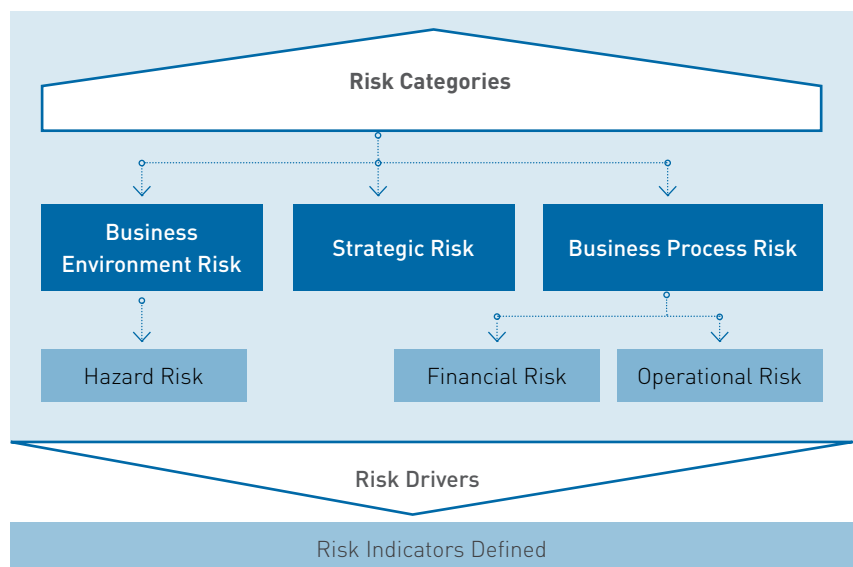 Risk Categories
Business
Environment Risk
Strategic Risk
Business Process Risk
Hazard Risk
Financial Risk
Operational Risk
Risk Drivers
Risk Indicators Defined